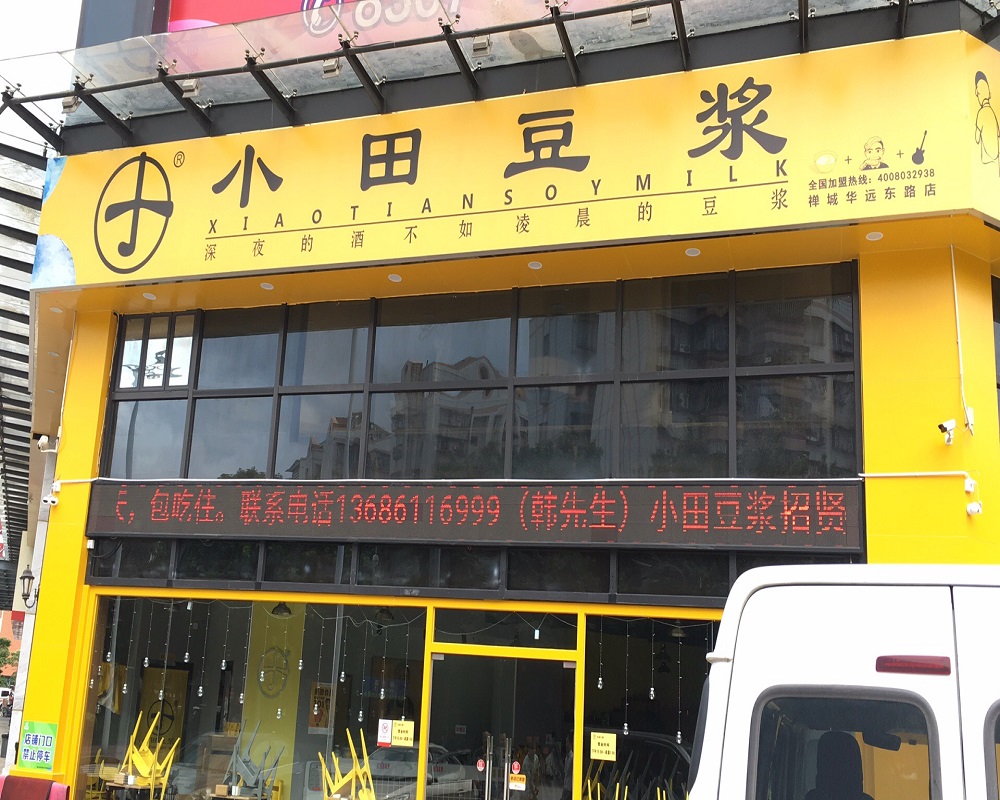 8307
®
小田豆浆
XIAOTIANSOYMILK
深夜的酒不如凌晨的豆浆
全国加盟热线：4008032938
禅城华远东路店
，包吃住。联系电话13686116999（韩先生）小田豆浆招贤
店铺门口
禁止停车